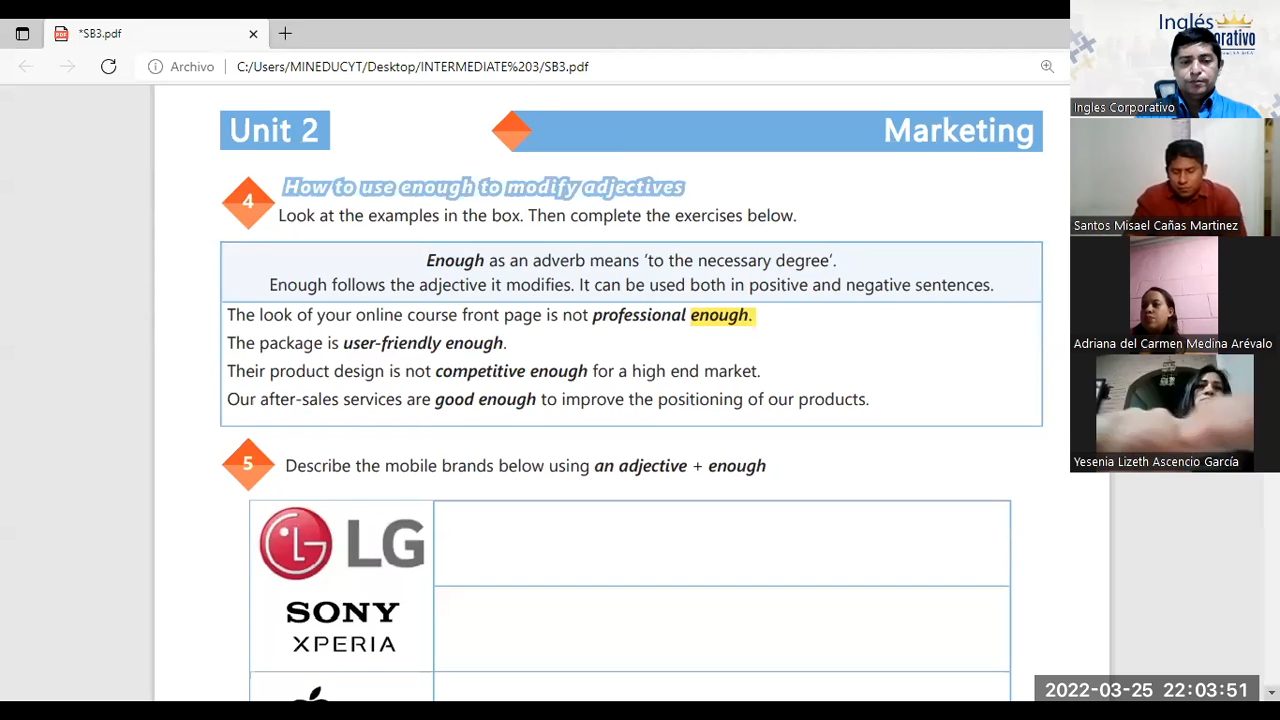 *SB3.pdf
Archivo
C:/Users/MINEDUCYT/Desktop/INTERMEDIATE%203/SB3.pdf
Unit 2
Marketing
4
How to use enough to modify adjectives
Look at the examples in the box. Then complete the exercises below.
Enough as an adverb means ‘to the necessary degree‘.
Enough follows the adjective it modifies. It can be used both in positive and negative sentences.
The look of your online course front page is not professional enough.
The package is user-friendly enough.
Their product design is not competitive enough for a high end market.
Our after-sales services are good enough to improve the positioning of our products.
5
Describe the mobile brands below using an adjective + enough
LG
SONY
XPERIA
Inglés
Ingles Corporativo
Santos Misael Cañas Martinez
Adriana del Carmen Medina Arévalo
Yesenia Lizeth Ascencio García
2022-03-25 22:03:51